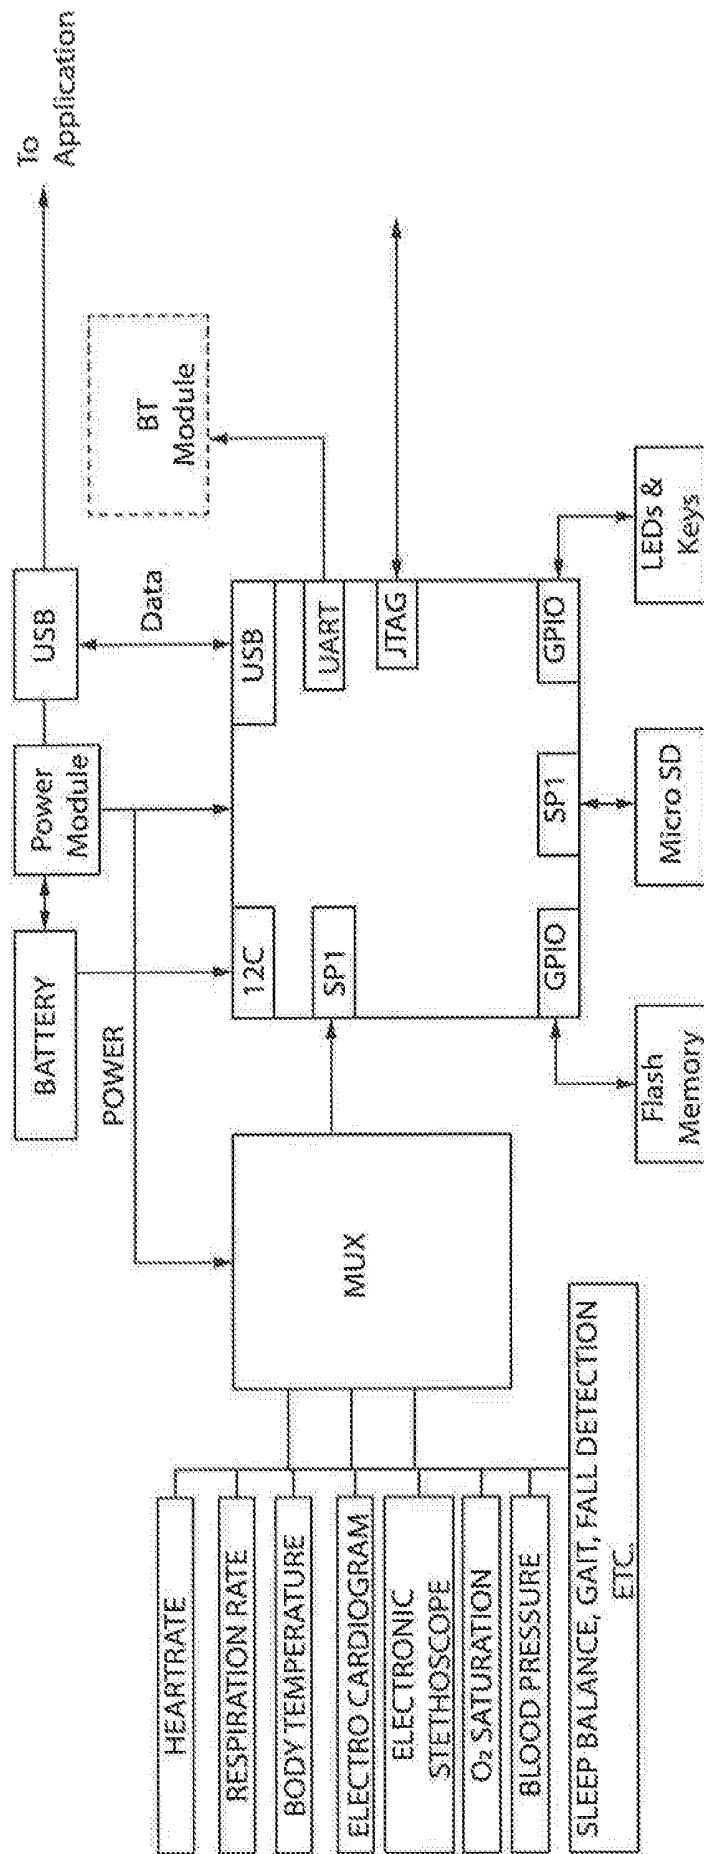 To
Application
USB
Data
BT
Module
Power
Module
BATTERY
POWER
12C
SP1
USB
UART
JTAG
GPIO
SP1
GPIO
MUX
LEDs &
Keys
Micro SD
Flash
Memory
HEARTRATE
RESPIRATION RATE
BODY TEMPERATURE
ELECTRO CARDIOGRAM
ELECTRONIC
STETHOSCOPE
O₂ SATURATION
BLOOD PRESSURE
SLEEP BALANCE, GAIT, FALL DETECTION
ETC.